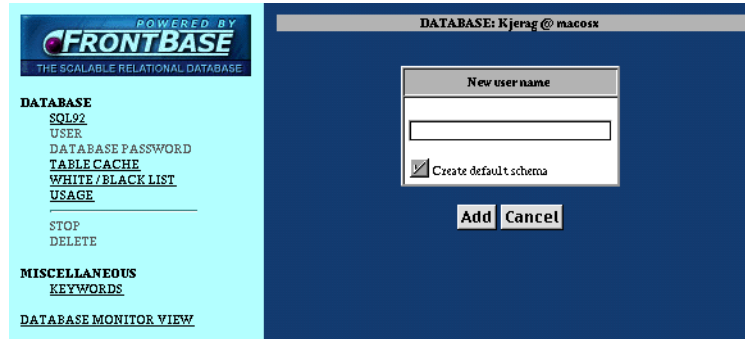 POWERED BY
FRONTBASE
THE SCALABLE RELATIONAL DATABASE
DATABASE
SQL92
USER
DATABASE PASSWORD
TABLE CACHE
WHITE / BLACK LIST
USAGE
STOP
DELETE
MISCELLANEOUS
KEYWORDS
DATABASE MONITOR VIEW
DATABASE: Kjerag @ macosx
New user name
Create default schema
Add Cancel